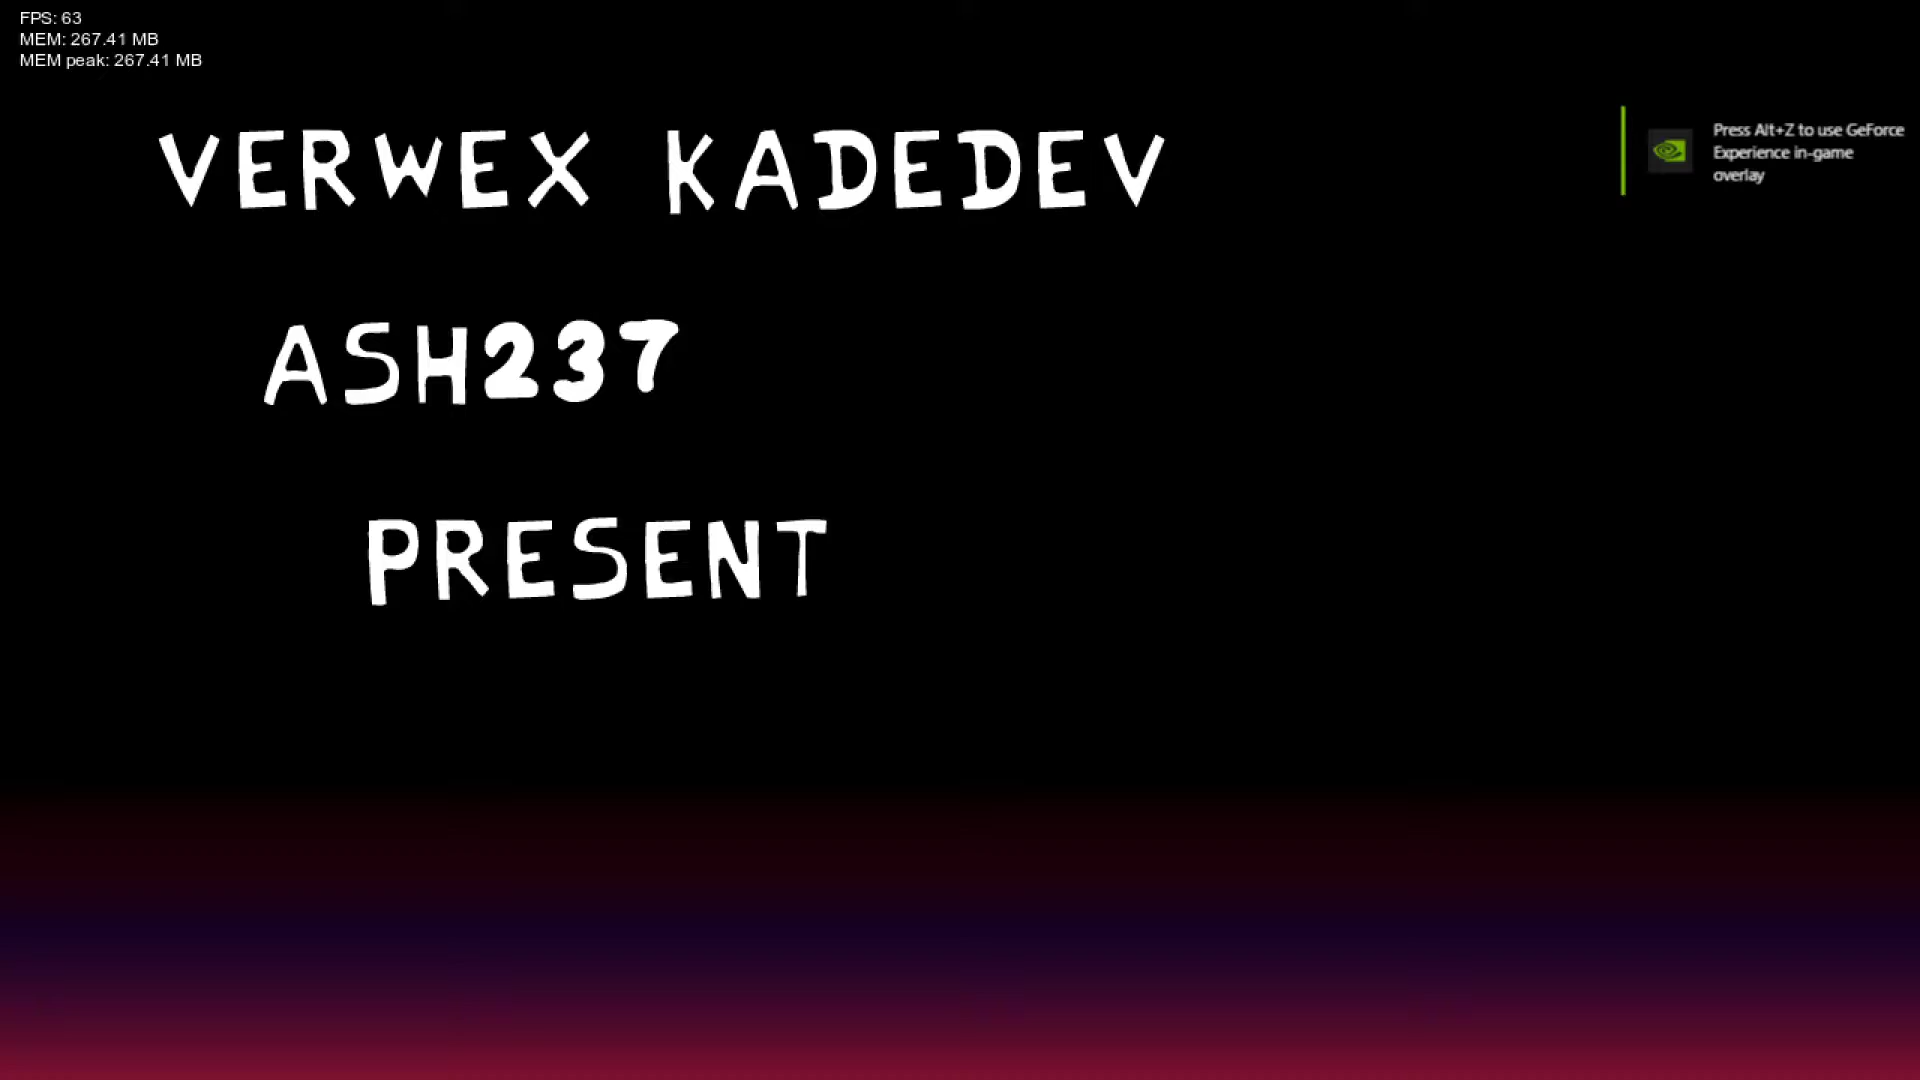 FPS: 63
MEM: 267.41 MB
MEM peak: 267.41 MB
VERWEX KADEDEV
ASH237
PRESENT
Press Alt+Z to use GeForce
Experience in-game
overlay